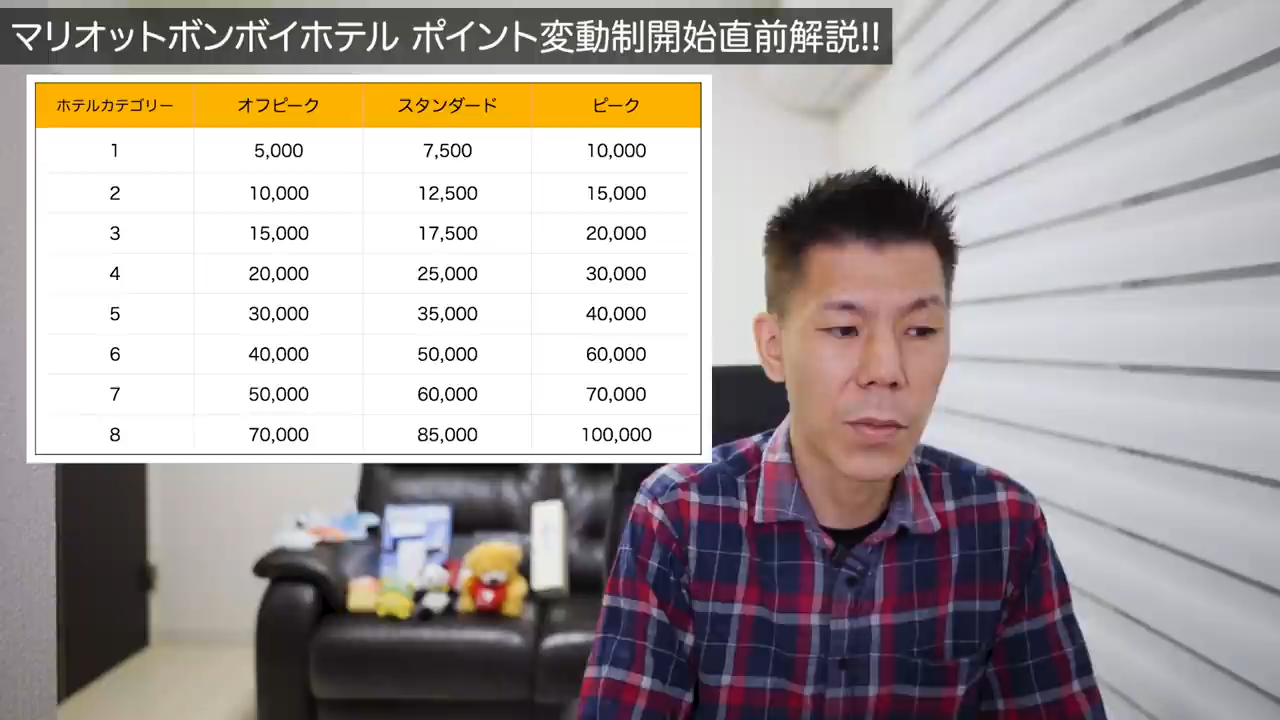 マリオットボンボイホテル ポイント変動制開始直前解説!!
ホテルカテゴリー オフピーク スタンダード ピーク
1 5,000 7,500 10,000
2 10,000 12,500 15,000
3 15,000 17,500 20,000
4 20,000 25,000 30,000
5 30,000 35,000 40,000
6 40,000 50,000 60,000
7 50,000 60,000 70,000
8 70,000 85,000 100,000